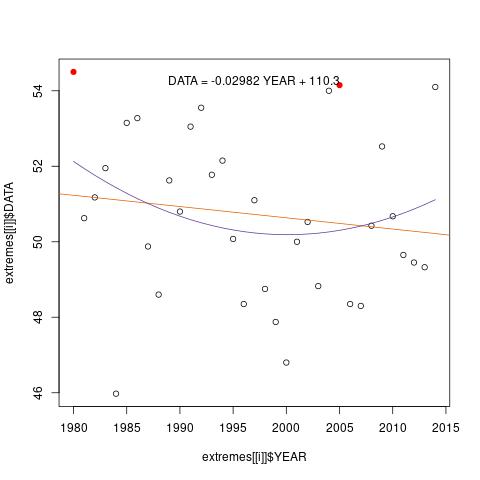 DATA = -0.02982 YEAR + 110.3
54
52
50
48
46
extremes[[i]]$DATA
1980 1985 1990 1995 2000 2005 2010 2015
extremes[[i]]$YEAR